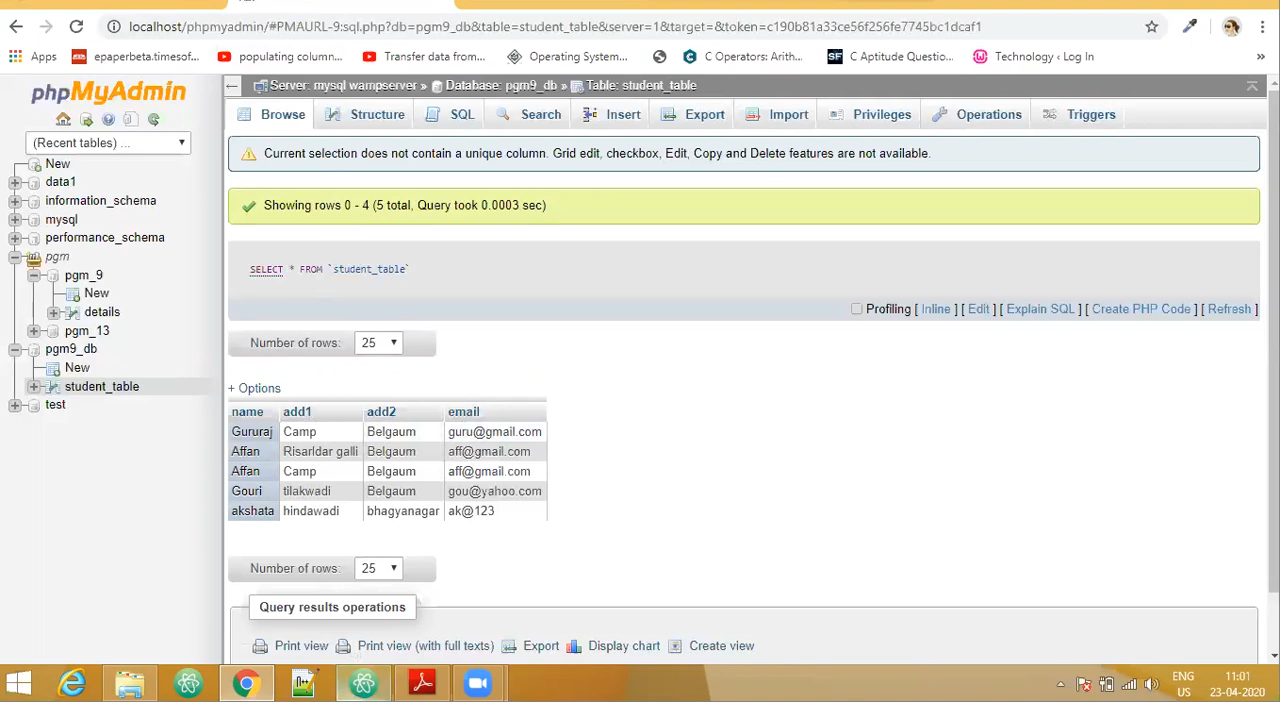 localhost/phpmyadmin/#PMAURL-9:sql.php?db=pgm9_db&table=student_table&server=1&target=&token=c190b81a33ce56f256fe7745bc1dcaf1
Apps epaperbeta.timesof... populating column... Transfer data from... Operating System... C Operators: Arith... C Aptitude Questio... Technology ‹ Log In »
phpMyAdmin
← Server: mysql wampserver » Database: pgm9_db » Table: student_table
Browse Structure SQL Search Insert Export Import Privileges Operations Triggers
(Recent tables) ...
New
data1
information_schema
mysql
performance_schema
pgm
pgm_9
New
details
pgm_13
pgm9_db
New
student_table
test
Current selection does not contain a unique column. Grid edit, checkbox, Edit, Copy and Delete features are not available.
Showing rows 0 - 4 (5 total, Query took 0.0003 sec)
SELECT * FROM `student_table`
Profiling [ Inline ] [ Edit ] [ Explain SQL ] [ Create PHP Code ] [ Refresh ]
Number of rows: 25
+ Options
name add1 add2 email
Gururaj Camp Belgaum guru@gmail.com
Affan Risarldar galli Belgaum aff@gmail.com
Affan Camp Belgaum aff@gmail.com
Gouri tilakwadi Belgaum gou@yahoo.com
akshata hindawadi bhagyanagar ak@123
Number of rows: 25
Query results operations
Print view Print view (with full texts) Export Display chart Create view
ENG 11:01
US 23-04-2020